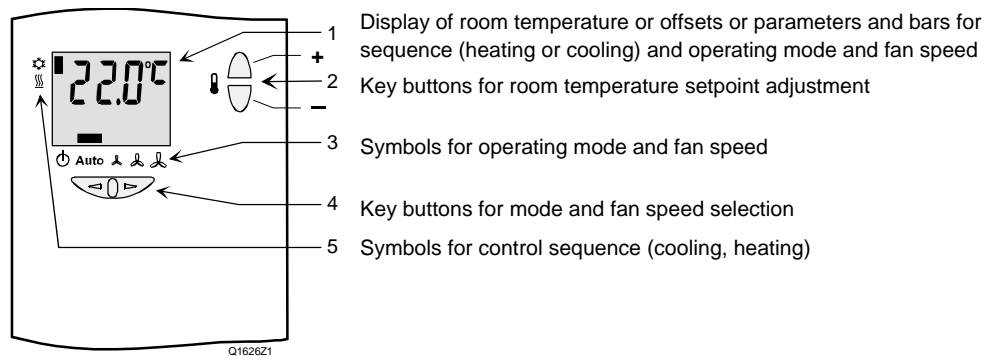 1 Display of room temperature or offsets or parameters and bars for
sequence (heating or cooling) and operating mode and fan speed
22.0°C
+
2 Key buttons for room temperature setpoint adjustment
–
3 Symbols for operating mode and fan speed
Auto
4 Key buttons for mode and fan speed selection
5 Symbols for control sequence (cooling, heating)
Q1626Z1